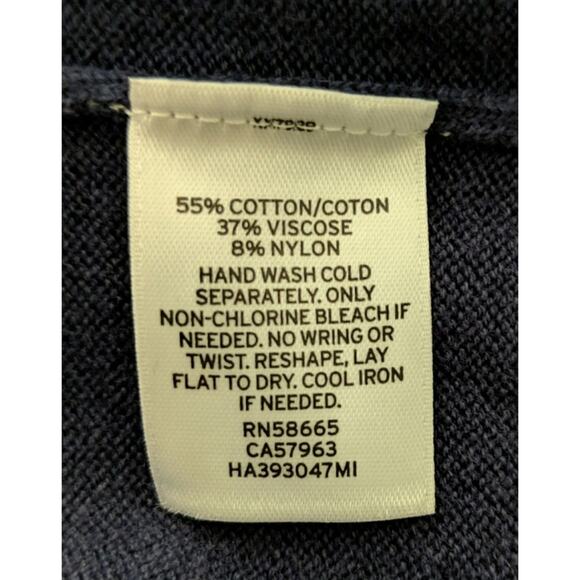 55% COTTON/COTON
37% VISCOSE
8% NYLON
HAND WASH COLD
SEPARATELY. ONLY
NON-CHLORINE BLEACH IF
NEEDED. NO WRING OR
TWIST. RESHAPE, LAY
FLAT TO DRY. COOL IRON
IF NEEDED.
RN58665
CA57963
HA393047MI